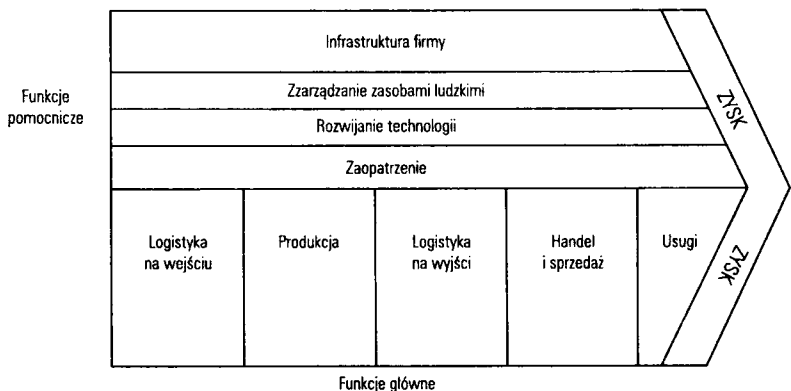 Infrastruktura firmy
Funkcje
pomocnicze
Zzarządzanie zasobami ludzkimi
Rozwijanie technologii
Zaopatrzenie
ZYSK
Logistyka
na wejściu
Produkcja
Logistyka
na wyjści
Handel
i sprzedaż
Usugi
ZYSK
Funkcje główne